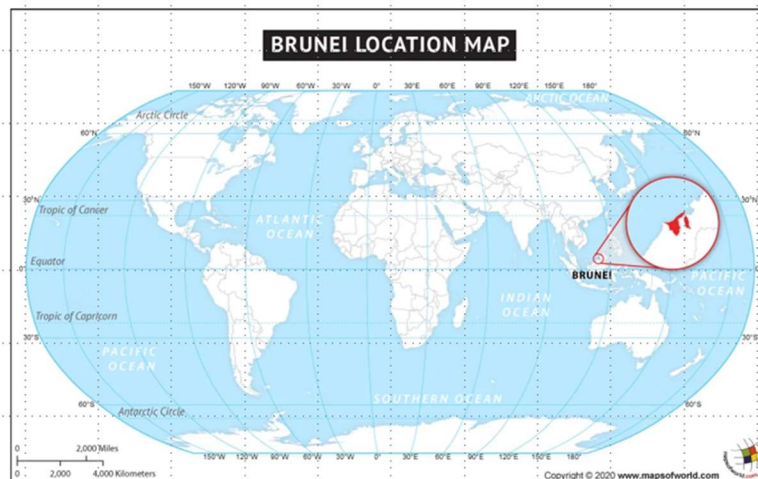 BRUNEI LOCATION MAP
150°W 120°W 90°W 60°W 30°W 0° 30°E 60°E 90°E 120°E 150°E 180°
ARCTIC OCEAN
Arctic Circle
60°N 60°N
30°N 30°N
Tropic of Cancer
ATLANTIC
OCEAN
Equator
0° 0°
BRUNEI
PACIFIC
OCEAN
INDIAN
OCEAN
Tropic of Capricorn
30°S 30°S
PACIFIC
OCEAN
SOUTHERN OCEAN
60°S 60°S
Antarctic Circle
150°W 120°W 90°W 60°W 30°W 0° 30°E 60°E 90°E 120°E 150°E 180°
0 2,000 Miles
0 2,000 4,000 Kilometers
Copyright © 2020 www.mapsofworld.com